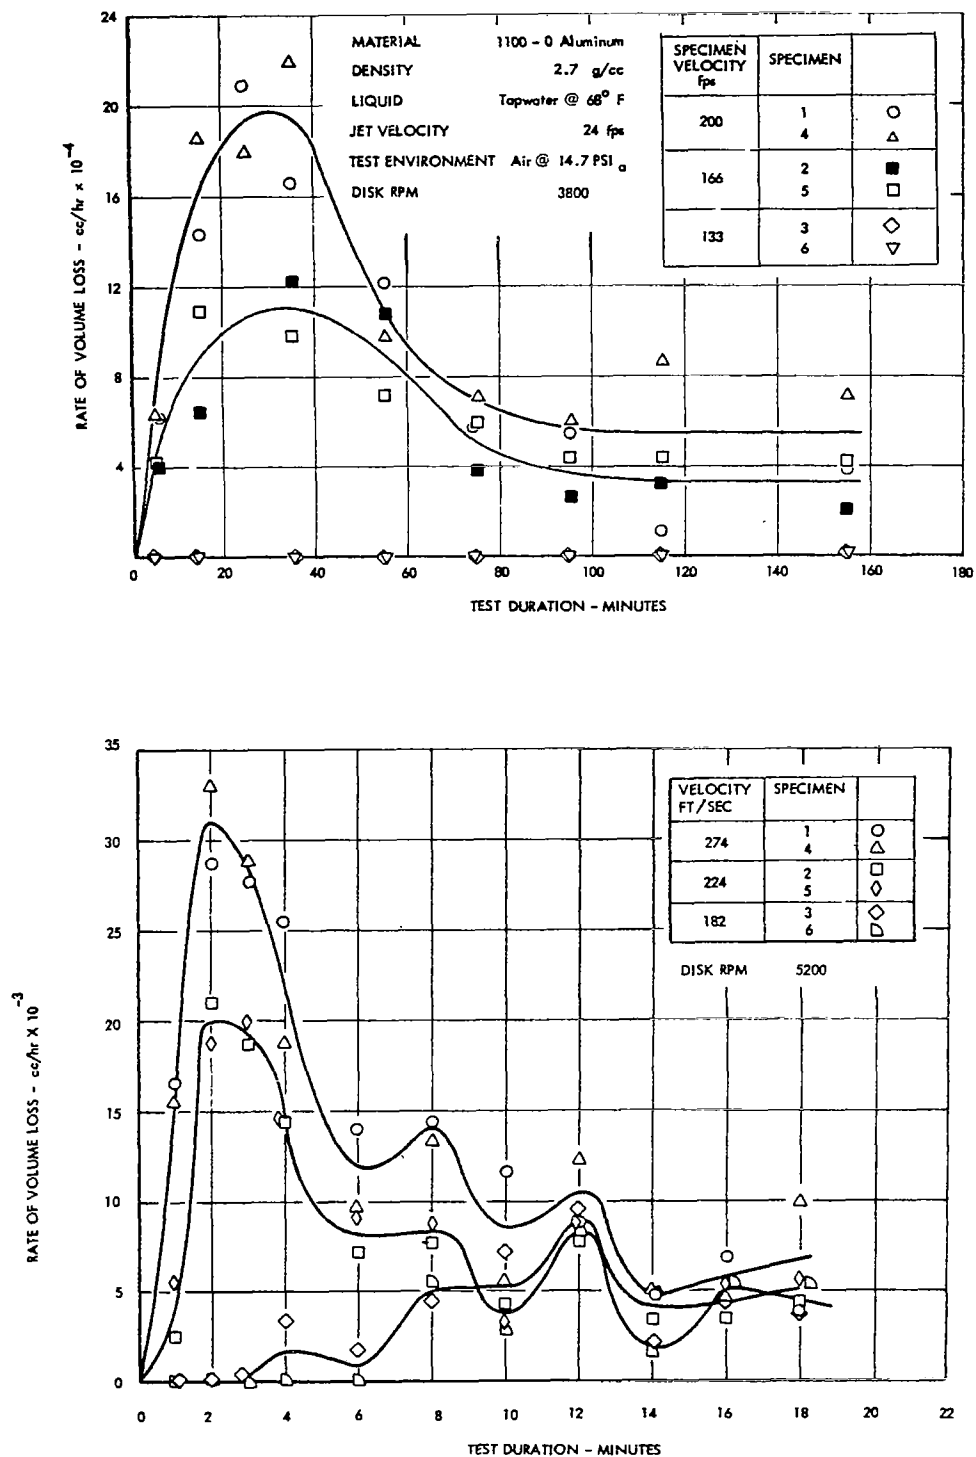 24
20
16
12
8
4
RATE OF VOLUME LOSS - cc/hr x 10⁻⁴
MATERIAL 1100 - 0 Aluminum
DENSITY 2.7 g/cc
LIQUID Tapwater @ 68° F
JET VELOCITY 24 fps
TEST ENVIRONMENT Air @ 14.7 PSI a
DISK RPM 3800
SPECIMEN VELOCITY fps SPECIMEN
200 1
4
166 2
5
133 3
6
0 20 40 60 80 100 120 140 160 180
TEST DURATION - MINUTES
35
30
25
20
15
10
5
0
RATE OF VOLUME LOSS - cc/hr X 10⁻³
VELOCITY SPECIMEN
FT/SEC
274 1
4
224 2
5
182 3
6
DISK RPM 5200
0 2 4 6 8 10 12 14 16 18 20 22
TEST DURATION - MINUTES